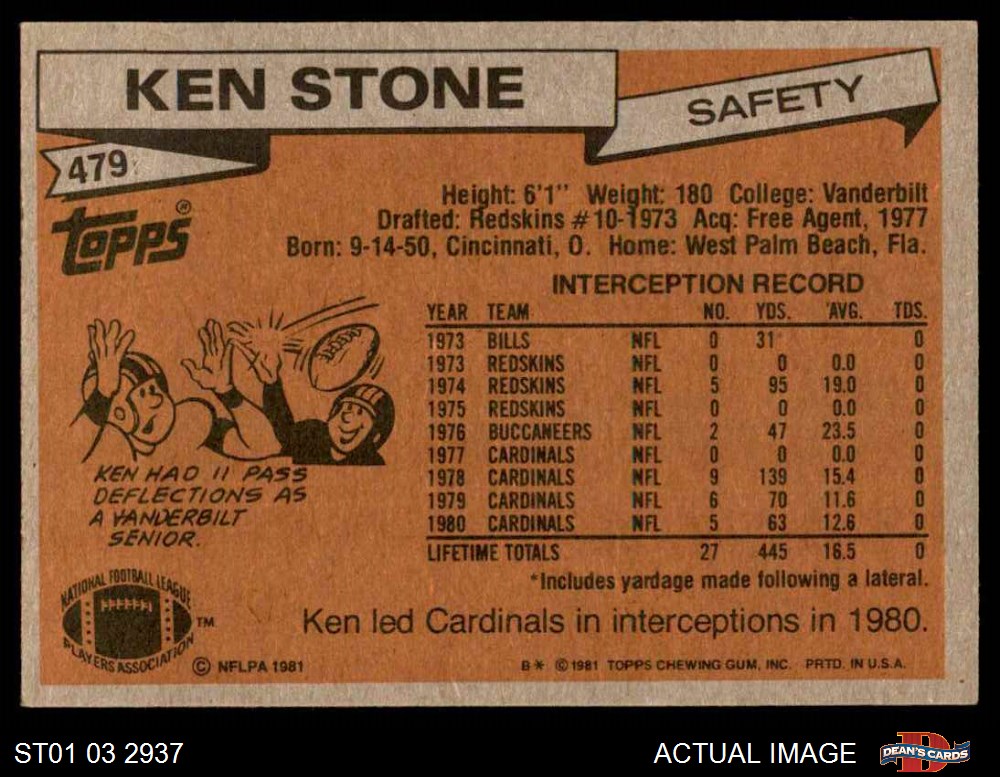 KEN STONE
SAFETY
479
TOPPS®
Height: 6'1" Weight: 180 College: Vanderbilt
Drafted: Redskins #10-1973 Acq: Free Agent, 1977
Born: 9-14-50, Cincinnati, O. Home: West Palm Beach, Fla.
INTERCEPTION RECORD
YEAR TEAM NO. YDS. AVG. TDS.
1973 BILLS NFL 0 31* 0
1973 REDSKINS NFL 0 0 0.0 0
1974 REDSKINS NFL 5 95 19.0 0
1975 REDSKINS NFL 0 0 0.0 0
1976 BUCCANEERS NFL 2 47 23.5 0
1977 CARDINALS NFL 0 0 0.0 0
1978 CARDINALS NFL 9 139 15.4 0
1979 CARDINALS NFL 6 70 11.6 0
1980 CARDINALS NFL 5 63 12.6 0
LIFETIME TOTALS 27 445 16.5 0
*Includes yardage made following a lateral.
KEN HAD 11 PASS
DEFLECTIONS AS
A VANDERBILT
SENIOR.
Ken led Cardinals in interceptions in 1980.
NATIONAL FOOTBALL LEAGUE
PLAYERS ASSOCIATION
TM
© NFLPA 1981
B* © 1981 TOPPS CHEWING GUM, INC. PRTD. IN U.S.A.
ST01 03 2937
ACTUAL IMAGE
DEAN'S CARDS